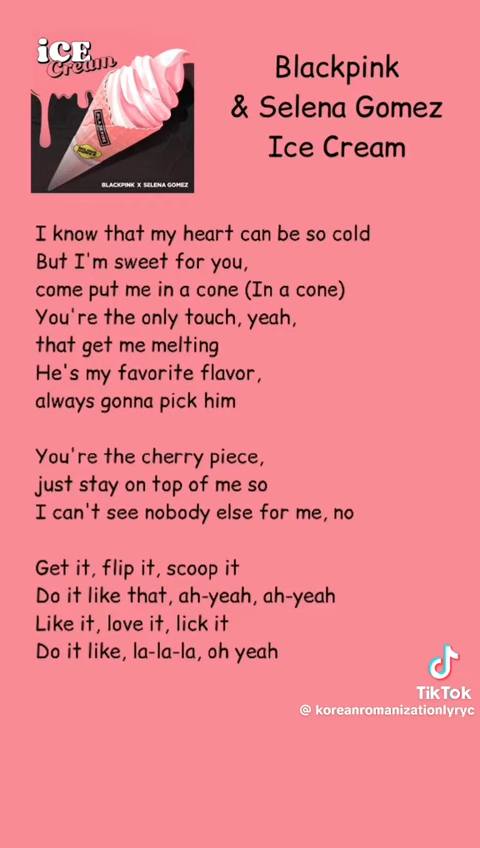 iCE
Cream
BLACKPINK X SELENA GOMEZ
Blackpink
& Selena Gomez
Ice Cream
I know that my heart can be so cold
But I'm sweet for you,
come put me in a cone (In a cone)
You're the only touch, yeah,
that get me melting
He's my favorite flavor,
always gonna pick him
You're the cherry piece,
just stay on top of me so
I can't see nobody else for me, no
Get it, flip it, scoop it
Do it like that, ah-yeah, ah-yeah
Like it, love it, lick it
Do it like, la-la-la, oh yeah
TikTok
@ koreanromanizationlyryc